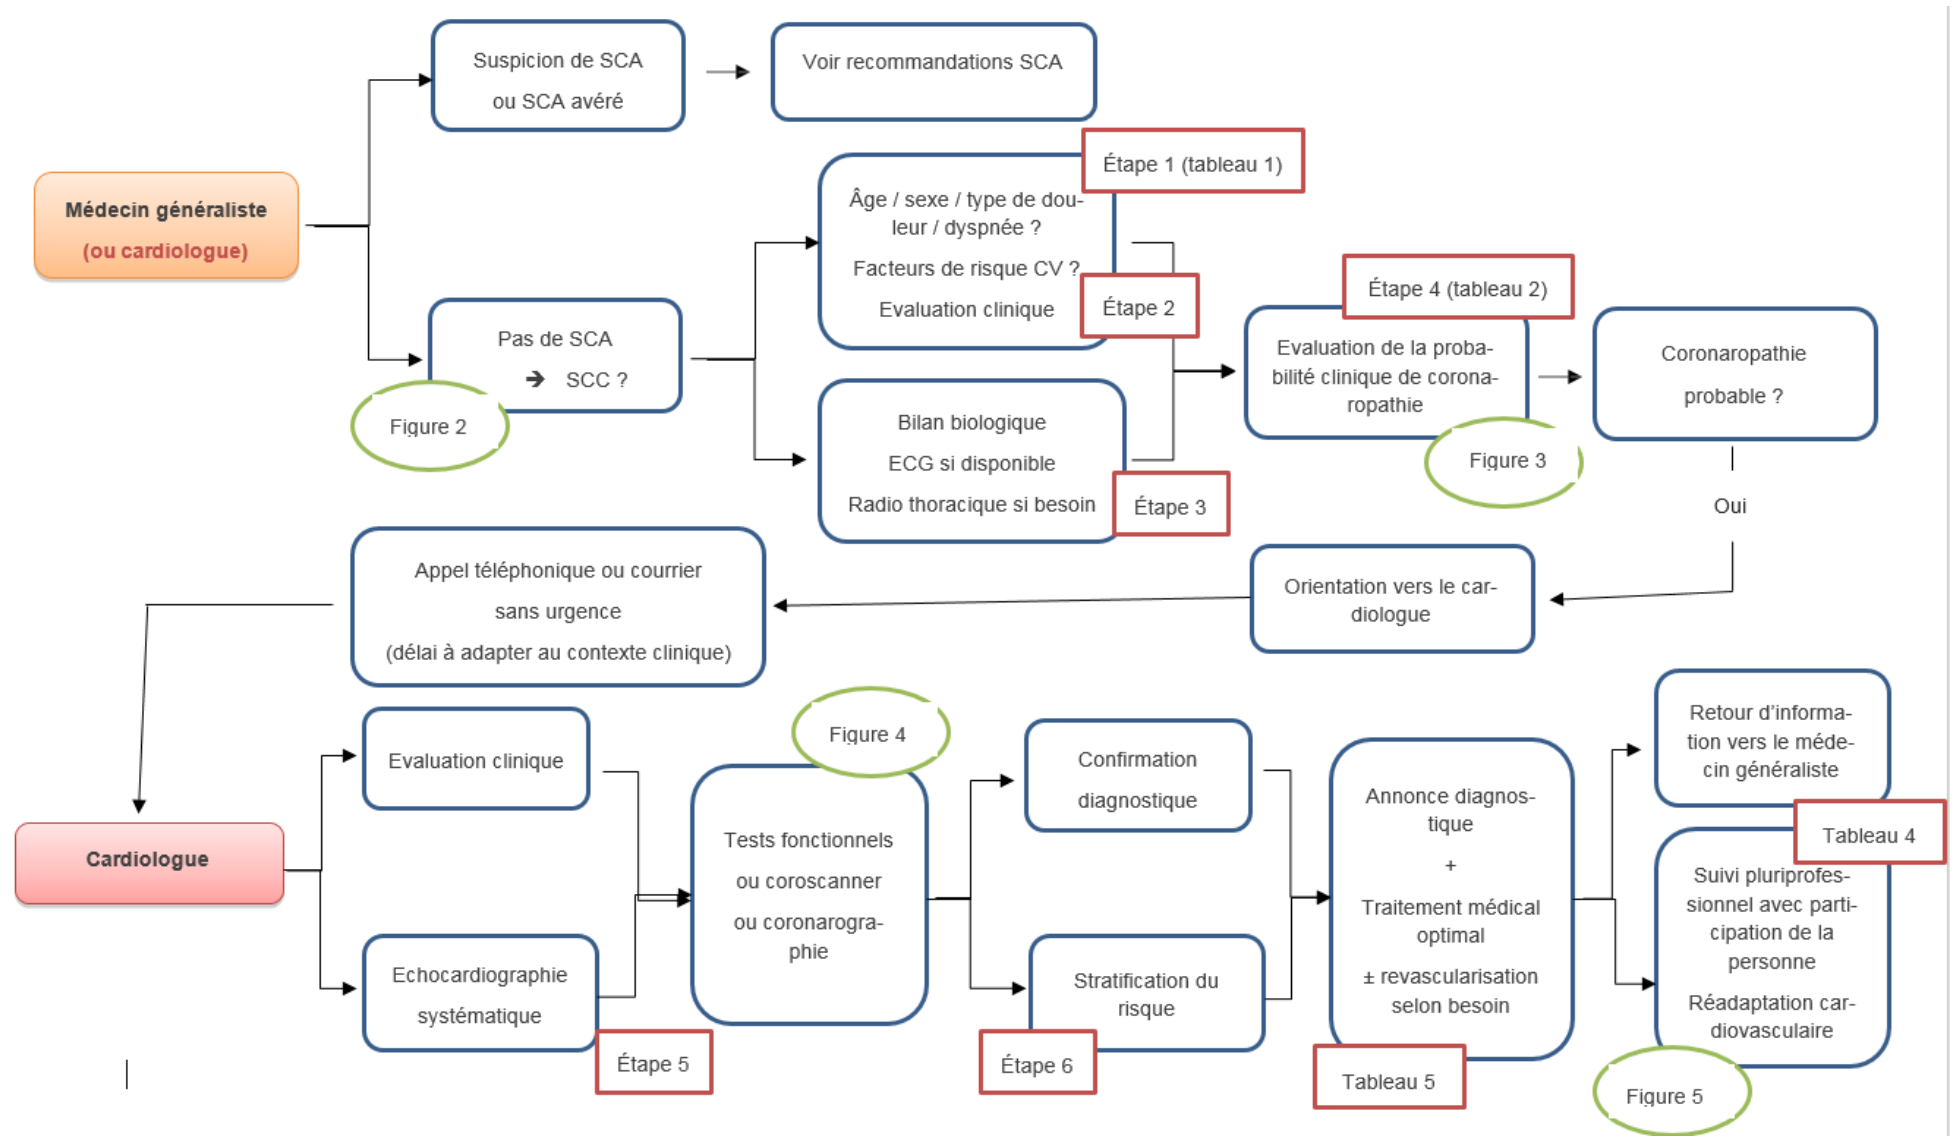 Suspicion de SCA
ou SCA avéré
Voir recommandations SCA
Médecin généraliste
(ou cardiologue)
Étape 1 (tableau 1)
Âge / sexe / type de dou-
leur / dyspnée ?
Facteurs de risque CV ?
Evaluation clinique
Étape 2
Pas de SCA
➔ SCC ?
Figure 2
Bilan biologique
ECG si disponible
Radio thoracique si besoin
Étape 3
Étape 4 (tableau 2)
Evaluation de la proba-
bilité clinique de corona-
ropathie
Figure 3
Coronaropathie
probable ?
Oui
Orientation vers le car-
diologue
Appel téléphonique ou courrier
sans urgence
(délai à adapter au contexte clinique)
Cardiologue
Evaluation clinique
Echocardiographie
systématique
Étape 5
Figure 4
Tests fonctionnels
ou coroscanner
ou coronarogra-
phie
Confirmation
diagnostique
Stratification du
risque
Étape 6
Annonce diagnos-
tique
+
Traitement médical
optimal
± revascularisation
selon besoin
Tableau 5
Retour d'informa-
tion vers le méde-
cin généraliste
Tableau 4
Suivi pluriprofes-
sionnel avec parti-
cipation de la
personne
Réadaptation car-
diovasculaire
Figure 5